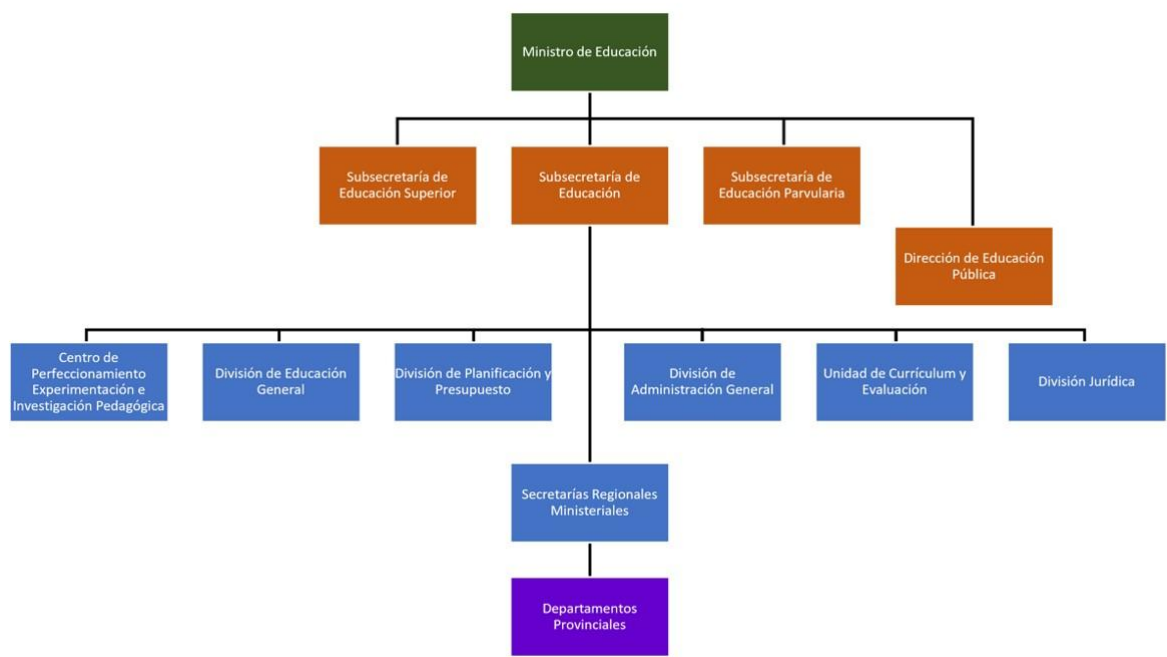 Ministro de Educación
Subsecretaría de
Educación Superior
Subsecretaría de
Educación
Subsecretaría de
Educación Parvularia
Dirección de Educación
Pública
Centro de
Perfeccionamiento
Experimentación e
Investigación Pedagógica
División de Educación
General
División de Planificación y
Presupuesto
División de
Administración General
Unidad de Currículum y
Evaluación
División Jurídica
Secretarías Regionales
Ministeriales
Departamentos
Provinciales